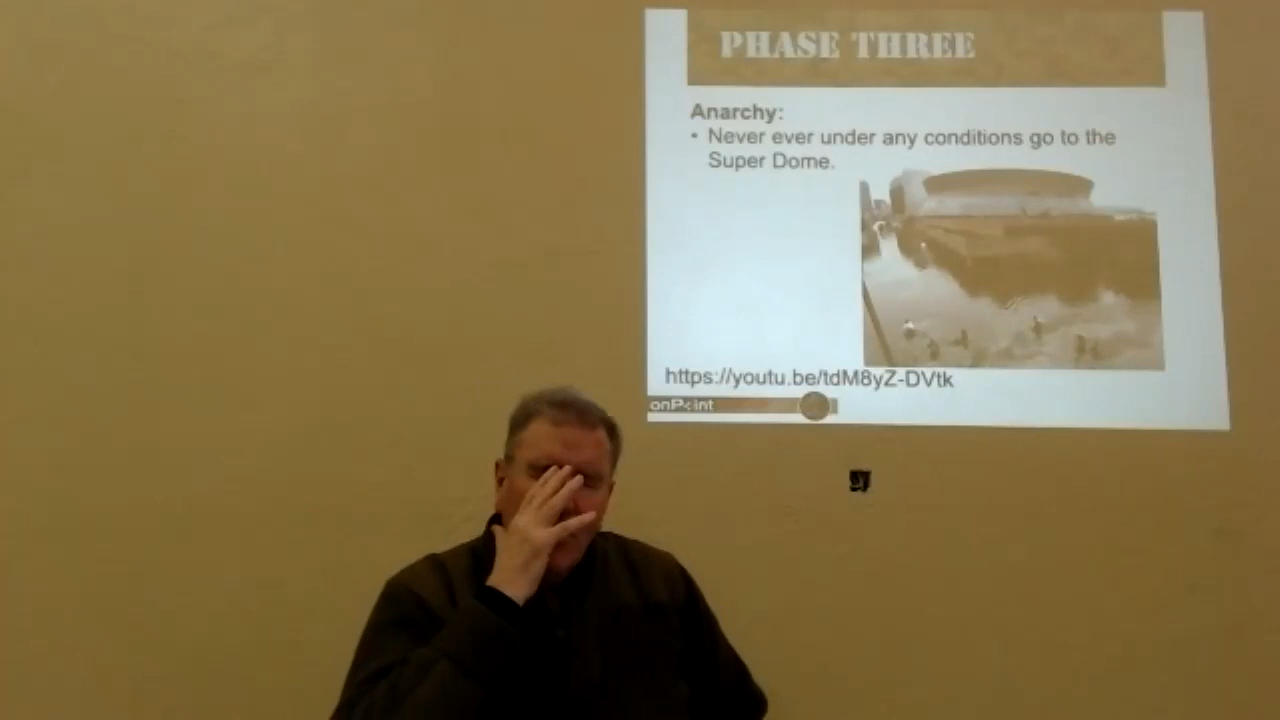 PHASE THREE
Anarchy:
• Never ever under any conditions go to the
Super Dome.
https://youtu.be/tdM8yZ-DVtk
onPoint